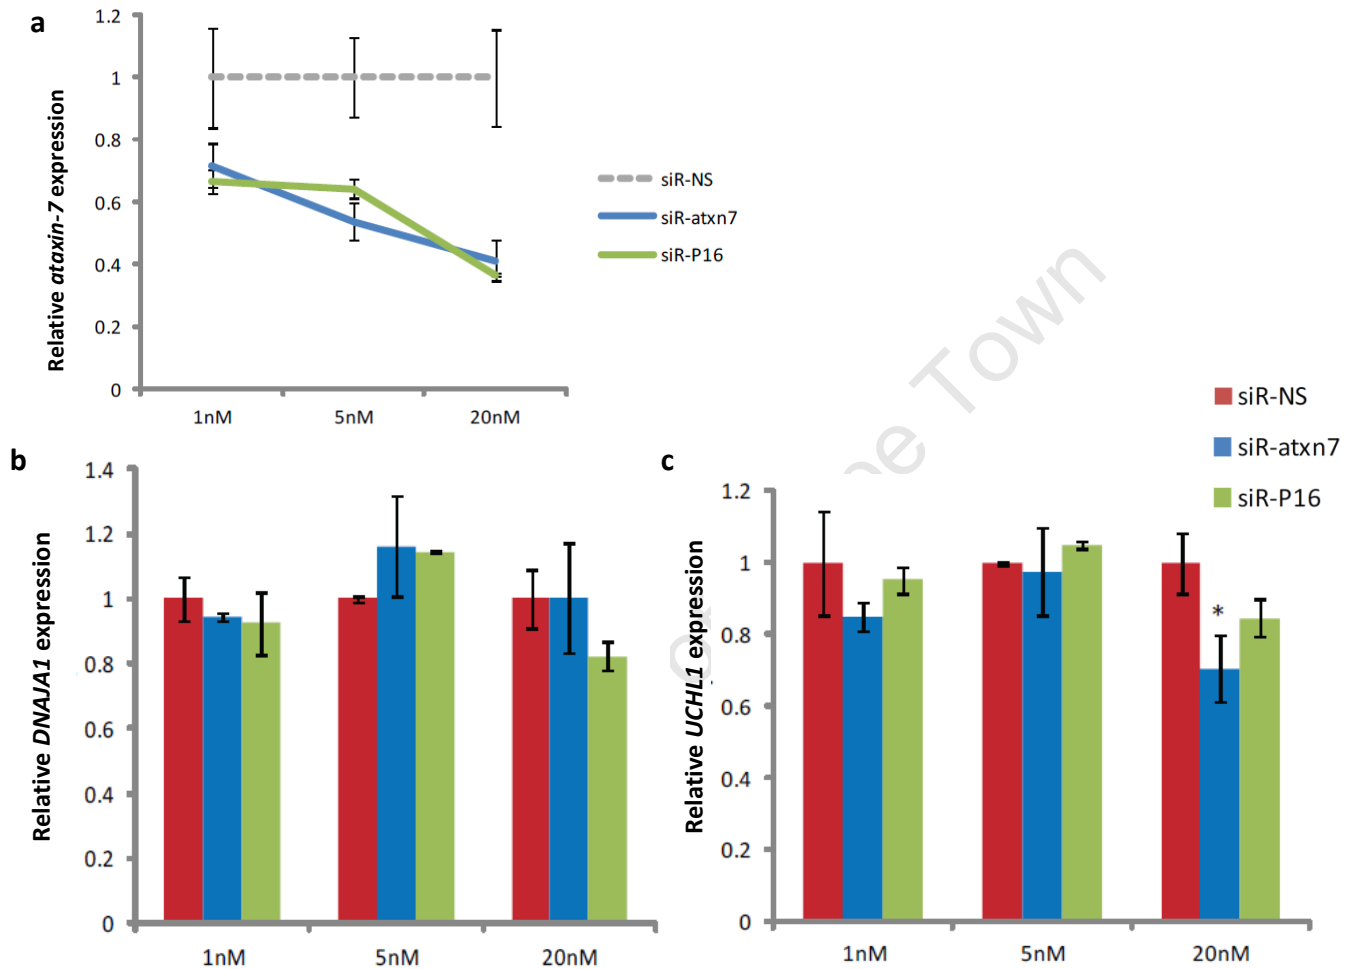 a
Relative ataxin-7 expression
1.2
1
0.8
0.6
0.4
0.2
0
1nM 5nM 20nM
siR-NS
siR-atxn7
siR-P16
b
Relative DNAJA1 expression
1.4
1.2
1
0.8
0.6
0.4
0.2
0
1nM 5nM 20nM
c
Relative UCHL1 expression
1.2
1
0.8
0.6
0.4
0.2
0
1nM 5nM 20nM
*
siR-NS
siR-atxn7
siR-P16
Town